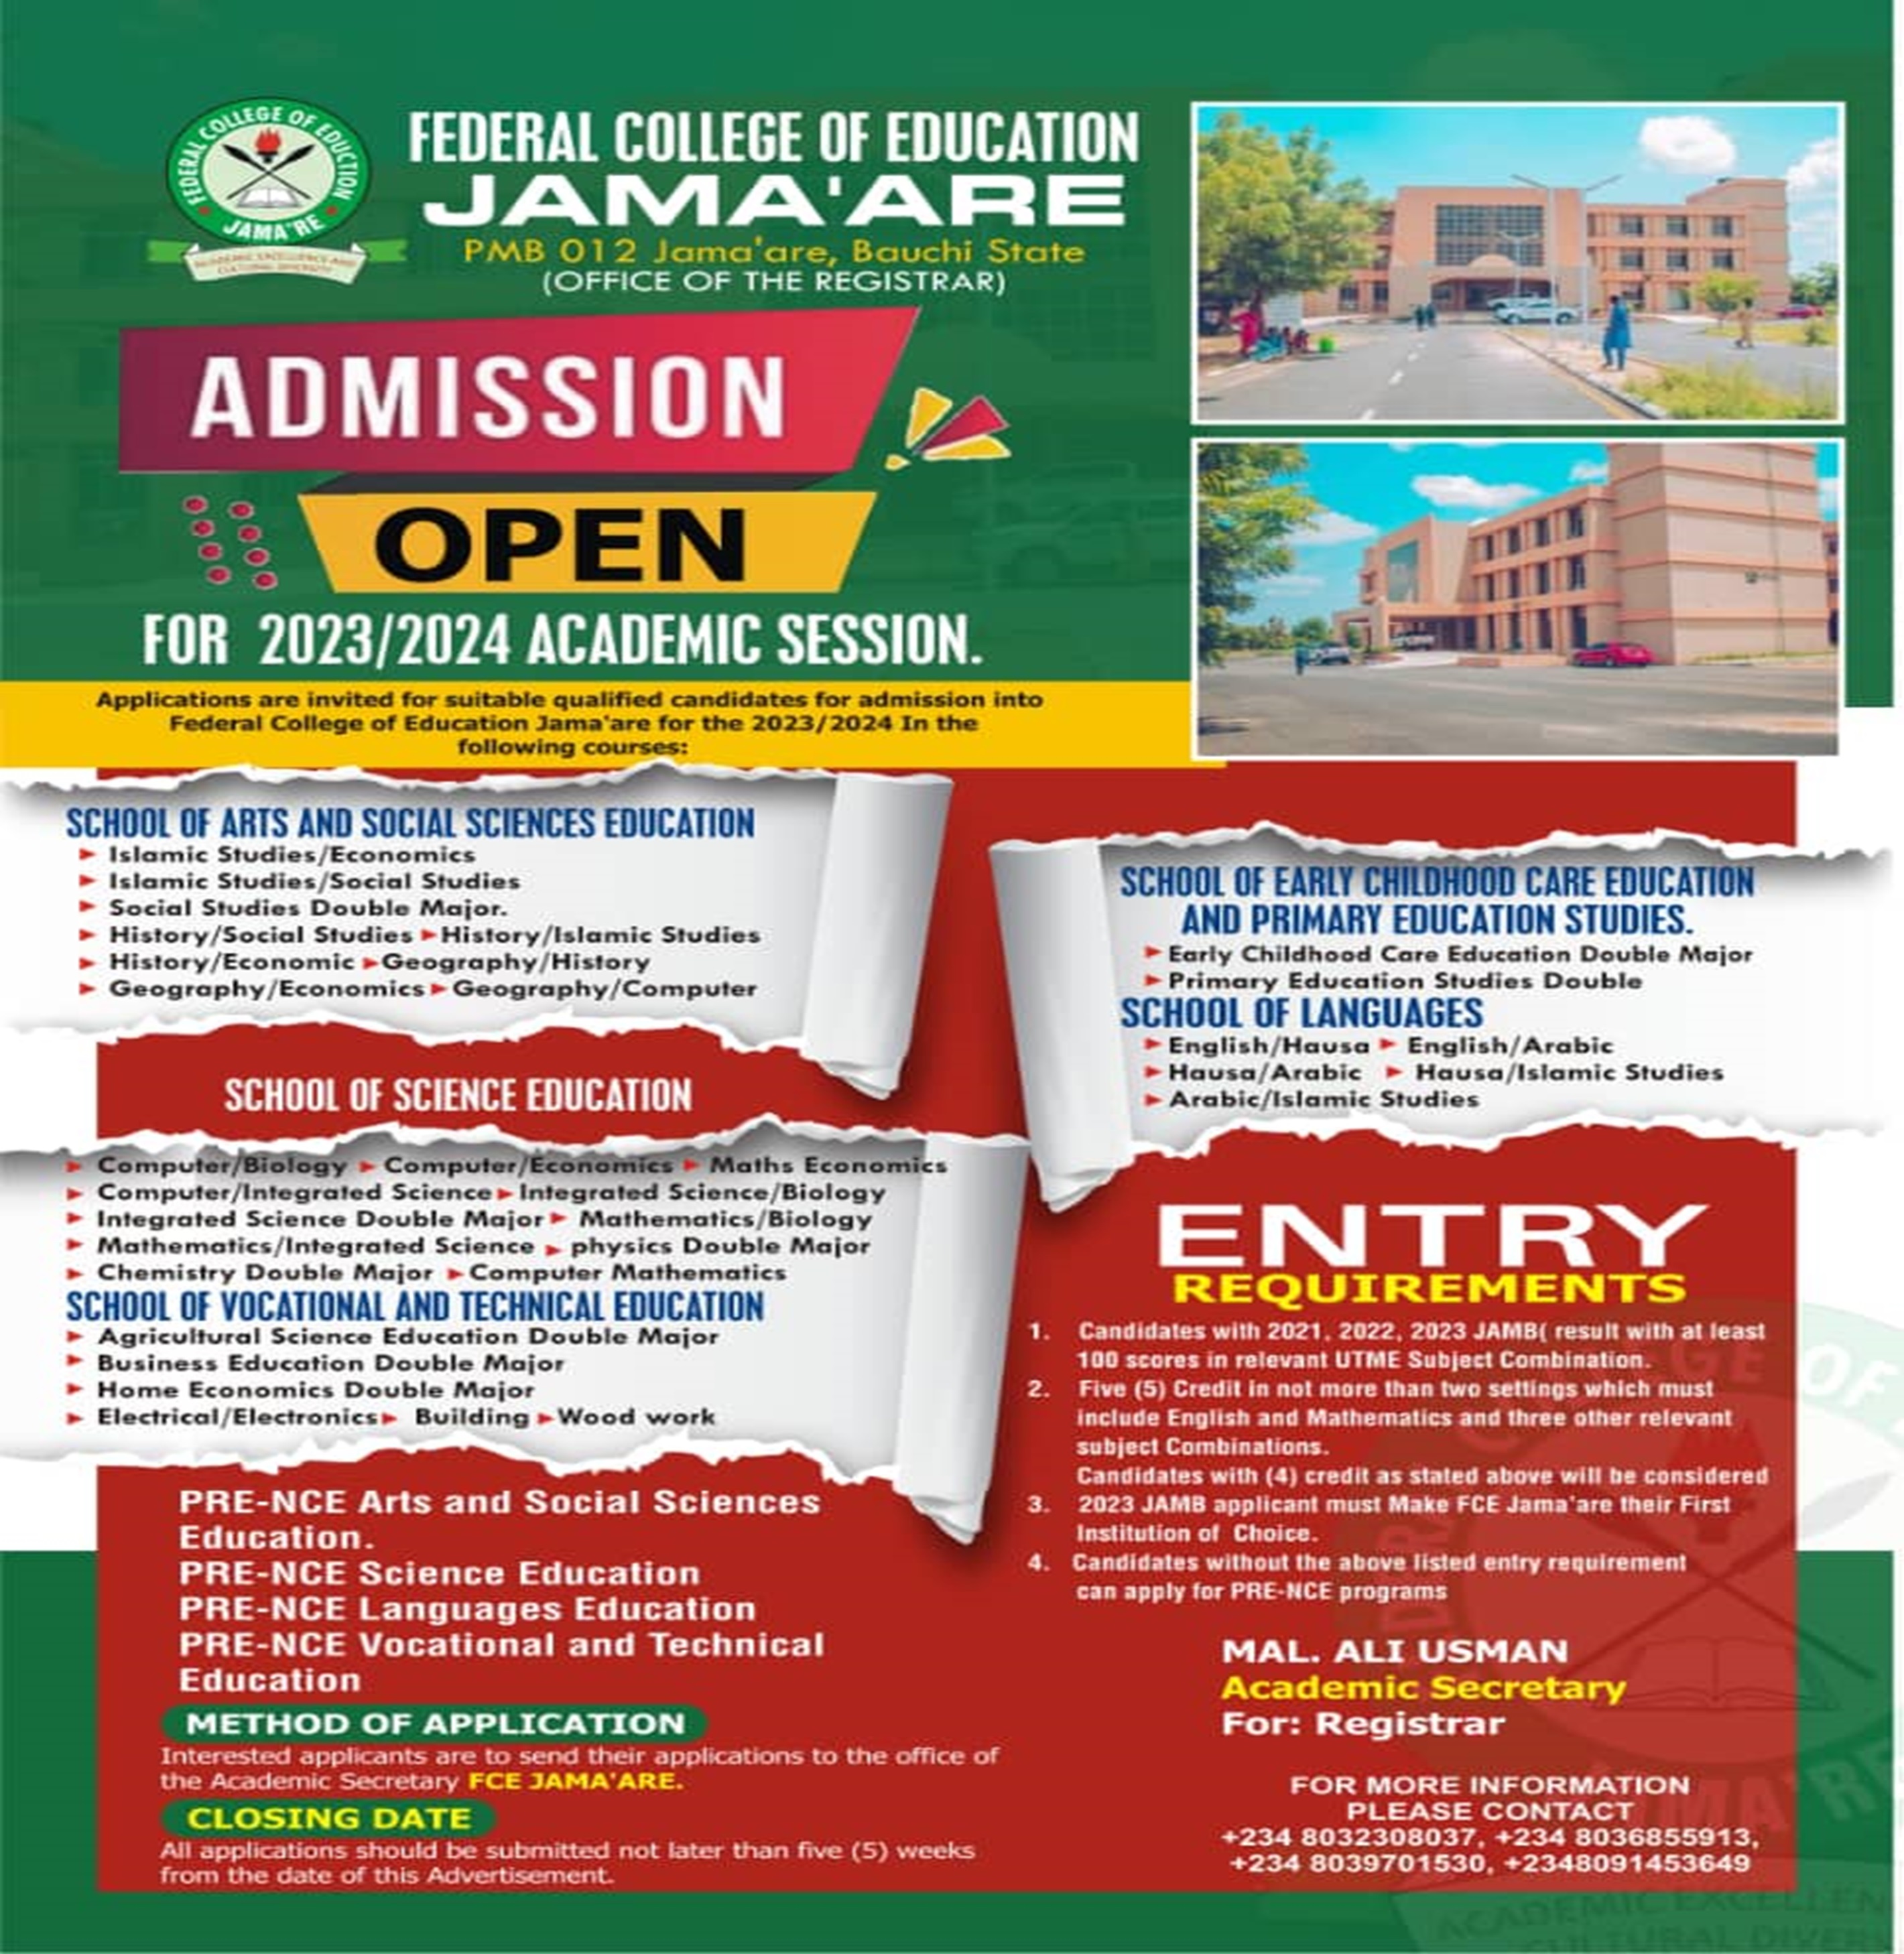 FEDERAL COLLEGE OF EDUCATION
JAMA'RE
ACADEMIC EXCELLENCE AND
CULTURAL DIVERSITY
FEDERAL COLLEGE OF EDUCATION
JAMA'ARE
PMB 012 Jama'are, Bauchi State
(OFFICE OF THE REGISTRAR)
ADMISSION
OPEN
FOR 2023/2024 ACADEMIC SESSION.
Applications are invited for suitable qualified candidates for admission into
Federal College of Education Jama'are for the 2023/2024 In the
following courses:
SCHOOL OF ARTS AND SOCIAL SCIENCES EDUCATION
Islamic Studies/Economics
Islamic Studies/Social Studies
Social Studies Double Major.
History/Social Studies History/Islamic Studies
History/Economic Geography/History
Geography/Economics Geography/Computer
SCHOOL OF SCIENCE EDUCATION
Computer/Biology Computer/Economics Maths Economics
Computer/Integrated Science Integrated Science/Biology
Integrated Science Double Major Mathematics/Biology
Mathematics/Integrated Science physics Double Major
Chemistry Double Major Computer Mathematics
SCHOOL OF VOCATIONAL AND TECHNICAL EDUCATION
Agricultural Science Education Double Major
Business Education Double Major
Home Economics Double Major
Electrical/Electronics Building Wood work
PRE-NCE Arts and Social Sciences
Education.
PRE-NCE Science Education
PRE-NCE Languages Education
PRE-NCE Vocational and Technical
Education
METHOD OF APPLICATION
Interested applicants are to send their applications to the office of
the Academic Secretary FCE JAMA'ARE.
CLOSING DATE
All applications should be submitted not later than five (5) weeks
from the date of this Advertisement.
SCHOOL OF EARLY CHILDHOOD CARE EDUCATION
AND PRIMARY EDUCATION STUDIES.
Early Childhood Care Education Double Major
Primary Education Studies Double
SCHOOL OF LANGUAGES
English/Hausa English/Arabic
Hausa/Arabic Hausa/Islamic Studies
Arabic/Islamic Studies
ENTRY
REQUIREMENTS
1. Candidates with 2021, 2022, 2023 JAMB( result with at least
100 scores in relevant UTME Subject Combination.
2. Five (5) Credit in not more than two settings which must
include English and Mathematics and three other relevant
subject Combinations.
Candidates with (4) credit as stated above will be considered
3. 2023 JAMB applicant must Make FCE Jama'are their First
Institution of Choice.
4. Candidates without the above listed entry requirement
can apply for PRE-NCE programs
MAL. ALI USMAN
Academic Secretary
For: Registrar
FOR MORE INFORMATION
PLEASE CONTACT
+234 8032308037, +234 8036855913,
+234 8039701530, +2348091453649